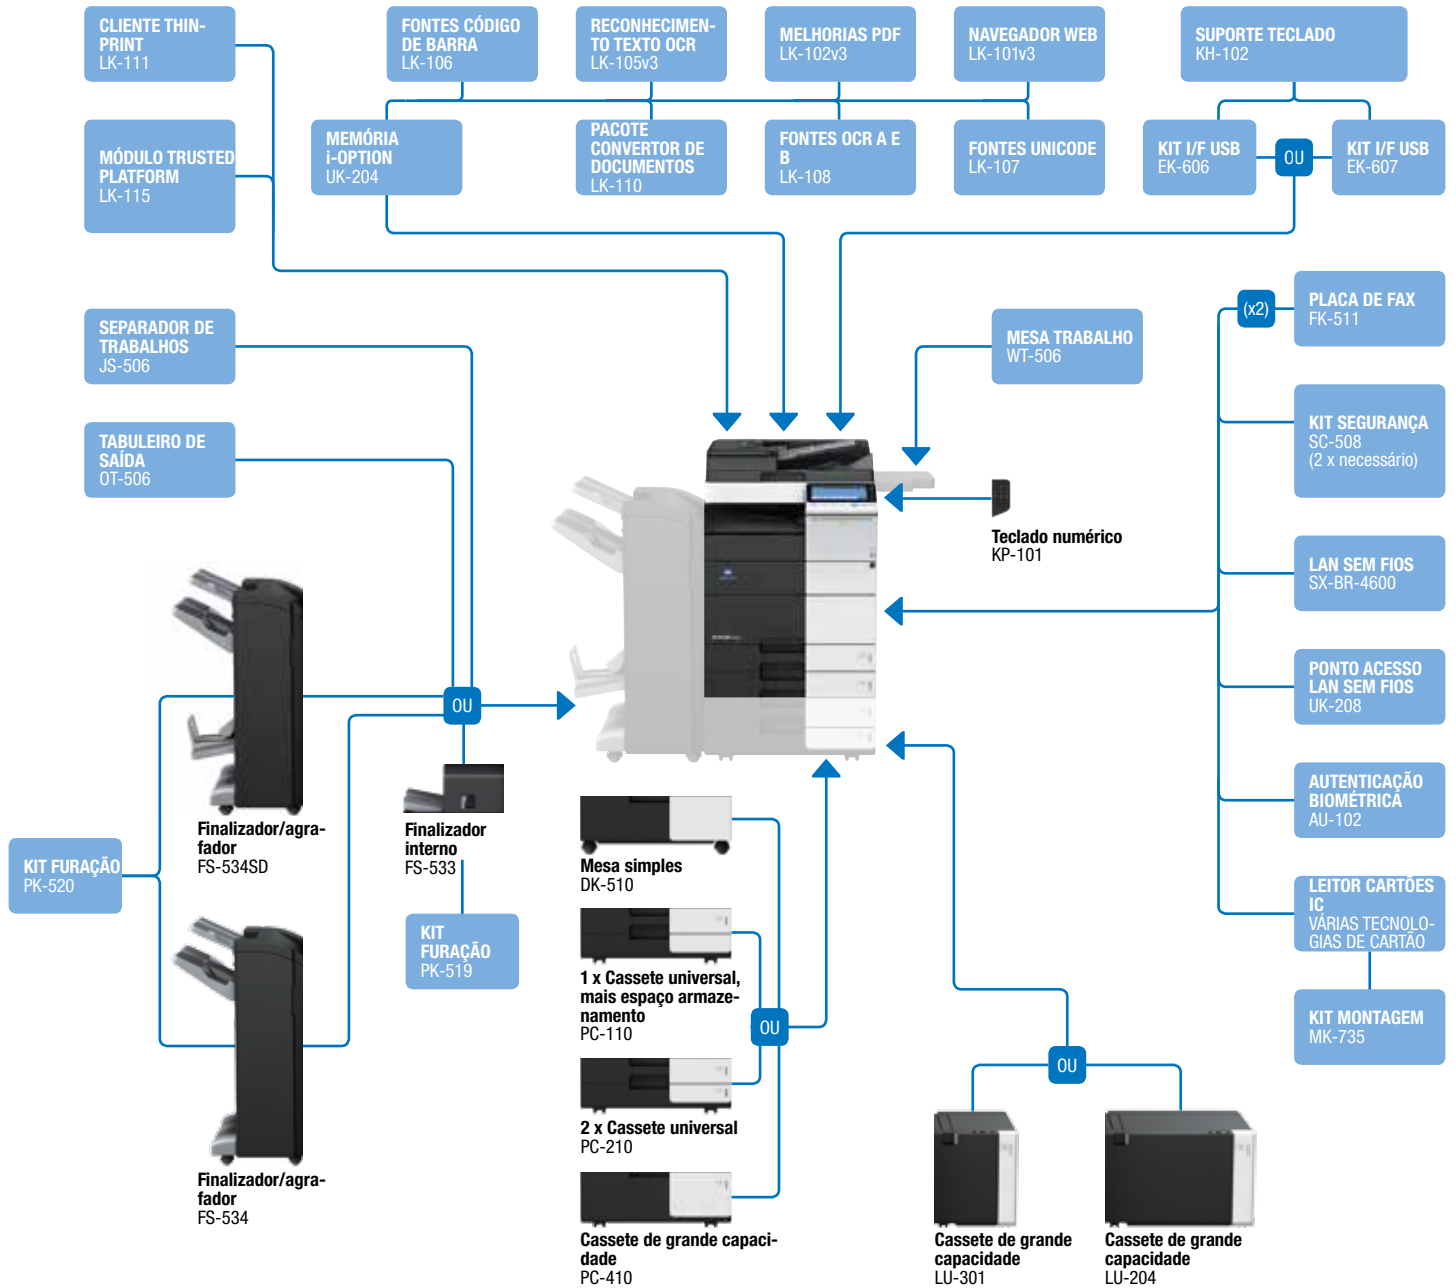 CLIENTE THIN-
PRINT
LK-111
FONTES CÓDIGO
DE BARRA
LK-106
RECONHECIMEN-
TO TEXTO OCR
LK-105v3
MELHORIAS PDF
LK-102v3
NAVEGADOR WEB
LK-101v3
SUPORTE TECLADO
KH-102
MÓDULO TRUSTED
PLATFORM
LK-115
MEMÓRIA
i-OPTION
UK-204
PACOTE
CONVERTOR DE
DOCUMENTOS
LK-110
FONTES OCR A E
B
LK-108
FONTES UNICODE
LK-107
KIT I/F USB
EK-606
OU
KIT I/F USB
EK-607
SEPARADOR DE
TRABALHOS
JS-506
MESA TRABALHO
WT-506
(x2)
PLACA DE FAX
FK-511
TABULEIRO DE
SAÍDA
OT-506
KIT SEGURANÇA
SC-508
(2 x necessário)
Teclado numérico
KP-101
LAN SEM FIOS
SX-BR-4600
PONTO ACESSO
LAN SEM FIOS
UK-208
OU
AUTENTICAÇÃO
BIOMÉTRICA
AU-102
Finalizador/agra-
fador
FS-534SD
Finalizador
interno
FS-533
KIT FURAÇÃO
PK-520
Mesa simples
DK-510
LEITOR CARTÕES
IC
VÁRIAS TECNOLO-
GIAS DE CARTÃO
KIT
FURAÇÃO
PK-519
1 x Cassete universal,
mais espaço armaze-
namento
PC-110
OU
KIT MONTAGEM
MK-735
OU
2 x Cassete universal
PC-210
Finalizador/agra-
fador
FS-534
Cassete de grande capaci-
dade
PC-410
Cassete de grande
capacidade
LU-301
Cassete de grande
capacidade
LU-204